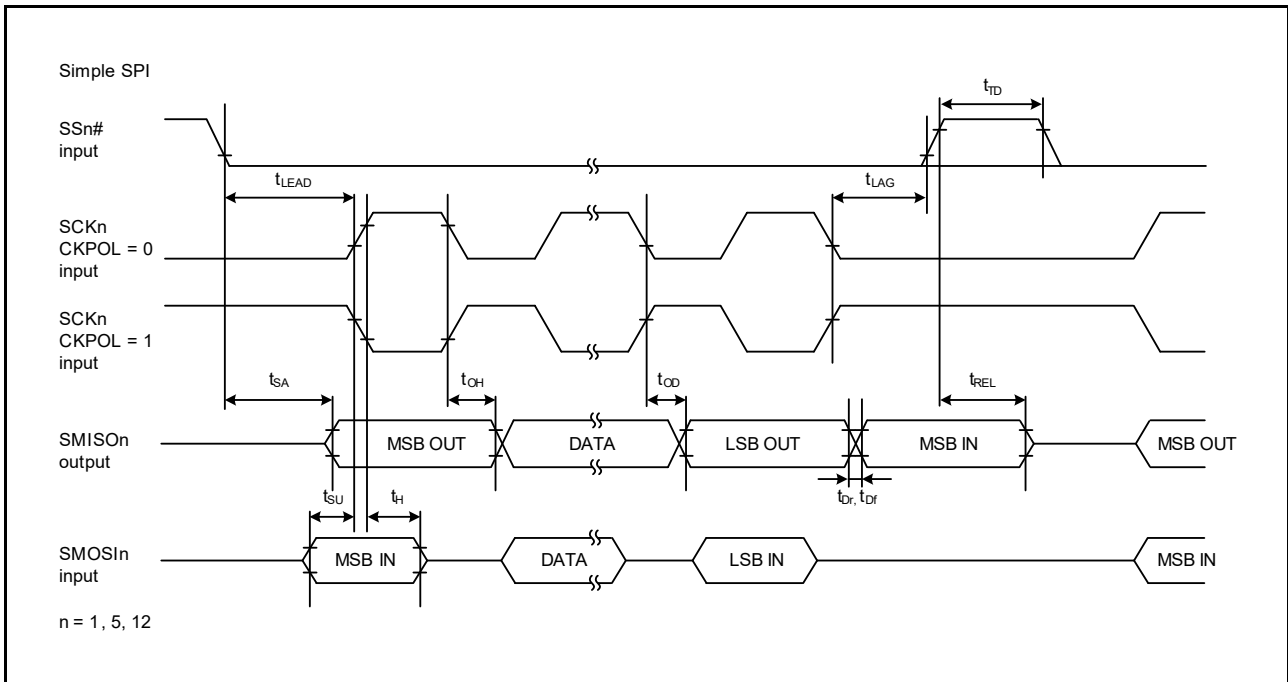 Simple SPI
tTD
SSn#
input
tLEAD
tLAG
SCKn
CKPOL = 0
input
SCKn
CKPOL = 1
input
tSA
tOH
tOD
tREL
SMISOn
output
MSB OUT
DATA
LSB OUT
MSB IN
MSB OUT
tSU
tH
tDr, tDf
SMOSIn
input
MSB IN
DATA
LSB IN
MSB IN
n = 1, 5, 12